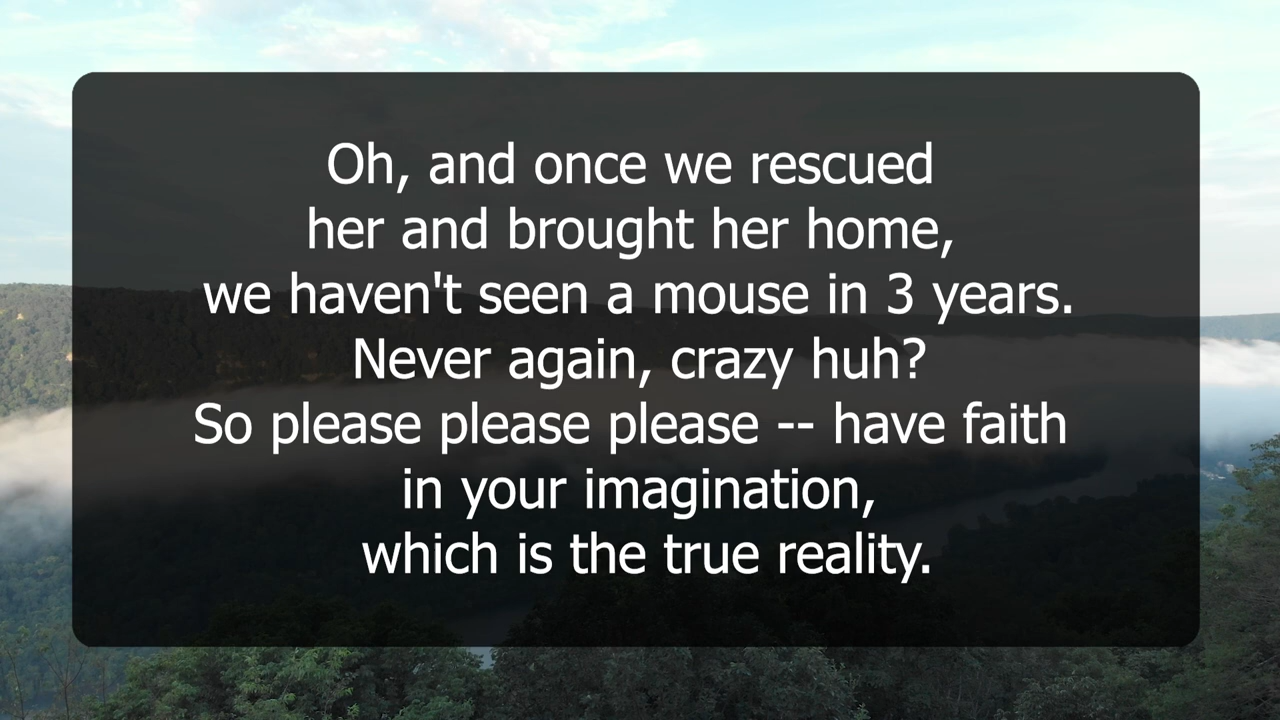 Oh, and once we rescued
her and brought her home,
we haven't seen a mouse in 3 years.
Never again, crazy huh?
So please please please -- have faith
in your imagination,
which is the true reality.